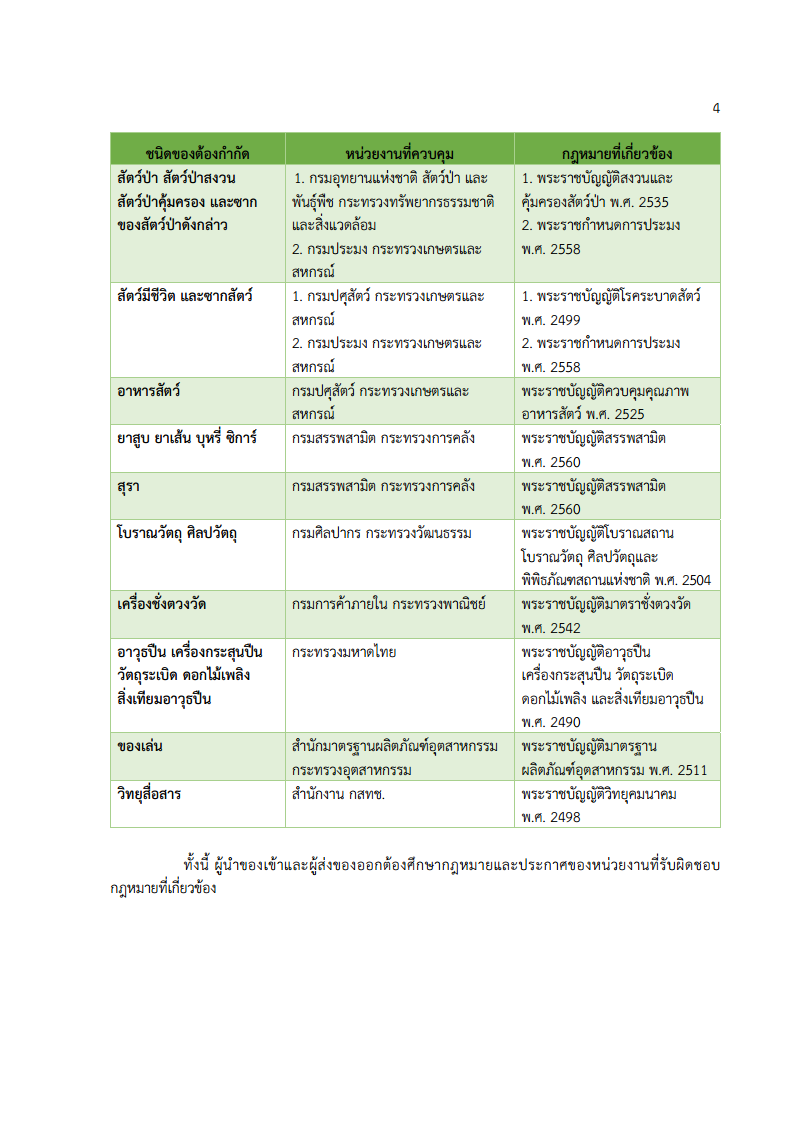 4
ชนิดของต้องกำกัด หน่วยงานที่ควบคุม กฎหมายที่เกี่ยวข้อง
สัตว์ป่า สัตว์ป่าสงวน
สัตว์ป่าคุ้มครอง และซาก
ของสัตว์ป่าดังกล่าว
1. กรมอุทยานแห่งชาติ สัตว์ป่า และ
พันธุ์พืช กระทรวงทรัพยากรธรรมชาติ
และสิ่งแวดล้อม
2. กรมประมง กระทรวงเกษตรและ
สหกรณ์
1. พระราชบัญญัติสงวนและ
คุ้มครองสัตว์ป่า พ.ศ. 2535
2. พระราชกำหนดการประมง
พ.ศ. 2558
สัตว์มีชีวิต และซากสัตว์
1. กรมปศุสัตว์ กระทรวงเกษตรและ
สหกรณ์
2. กรมประมง กระทรวงเกษตรและ
สหกรณ์
1. พระราชบัญญัติโรคระบาดสัตว์
พ.ศ. 2499
2. พระราชกำหนดการประมง
พ.ศ. 2558
อาหารสัตว์
กรมปศุสัตว์ กระทรวงเกษตรและ
สหกรณ์
พระราชบัญญัติควบคุมคุณภาพ
อาหารสัตว์ พ.ศ. 2525
ยาสูบ ยาเส้น บุหรี่ ซิการ์
กรมสรรพสามิต กระทรวงการคลัง
พระราชบัญญัติสรรพสามิต
พ.ศ. 2560
สุรา
กรมสรรพสามิต กระทรวงการคลัง
พระราชบัญญัติสรรพสามิต
พ.ศ. 2560
โบราณวัตถุ ศิลปวัตถุ
กรมศิลปากร กระทรวงวัฒนธรรม
พระราชบัญญัติโบราณสถาน
โบราณวัตถุ ศิลปวัตถุและ
พิพิธภัณฑสถานแห่งชาติ พ.ศ. 2504
เครื่องชั่งตวงวัด
กรมการค้าภายใน กระทรวงพาณิชย์
พระราชบัญญัติมาตราชั่งตวงวัด
พ.ศ. 2542
อาวุธปืน เครื่องกระสุนปืน
วัตถุระเบิด ดอกไม้เพลิง
สิ่งเทียมอาวุธปืน
กระทรวงมหาดไทย
พระราชบัญญัติอาวุธปืน
เครื่องกระสุนปืน วัตถุระเบิด
ดอกไม้เพลิง และสิ่งเทียมอาวุธปืน
พ.ศ. 2490
ของเล่น
สำนักมาตรฐานผลิตภัณฑ์อุตสาหกรรม
กระทรวงอุตสาหกรรม
พระราชบัญญัติมาตรฐาน
ผลิตภัณฑ์อุตสาหกรรม พ.ศ. 2511
วิทยุสื่อสาร
สำนักงาน กสทช.
พระราชบัญญัติวิทยุคมนาคม
พ.ศ. 2498
ทั้งนี้ ผู้นำของเข้าและผู้ส่งของออกต้องศึกษากฎหมายและประกาศของหน่วยงานที่รับผิดชอบ
กฎหมายที่เกี่ยวข้อง